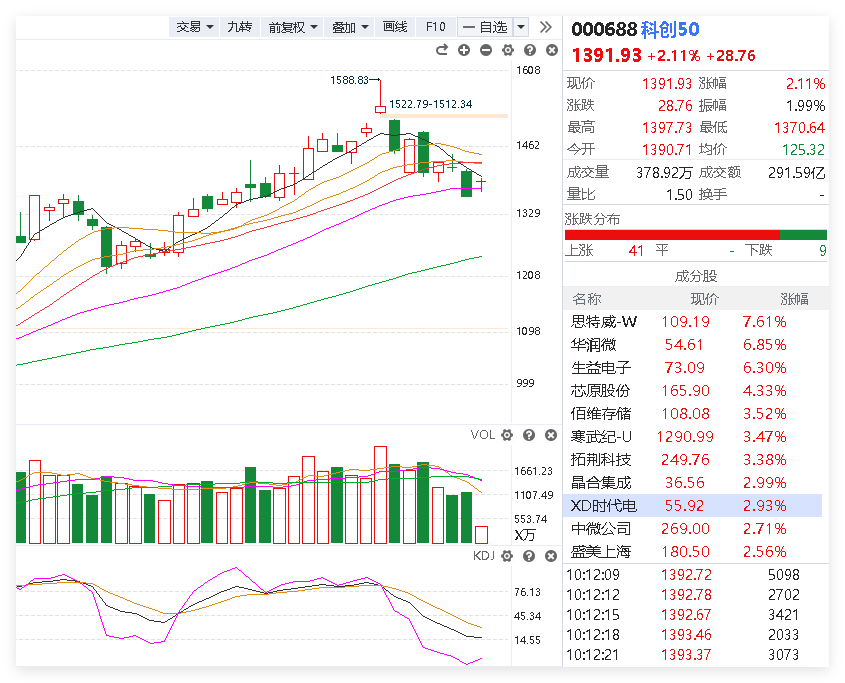 交易 九转 前复权 叠加 画线 F10 一 自选
1608
1588.83
1522.79-1512.34
1462
1329
1208
1098
999
VOL
1661.23
1107.49
553.74
X万
KDJ
76.13
45.34
14.55
000688 科创50
1391.93 +2.11% +28.76
现价 1391.93 涨幅 2.11%
涨跌 28.76 振幅 1.99%
最高 1397.73 最低 1370.64
今开 1390.71 均价 125.32
成交量 378.92万 成交额 291.59亿
量比 1.50 换手 -
涨跌分布
上涨 41 平 - 下跌 9
成分股
名称 现价 涨幅
思特威-W 109.19 7.61%
华润微 54.61 6.85%
生益电子 73.09 6.30%
芯原股份 165.90 4.33%
佰维存储 108.08 3.52%
寒武纪-U 1290.99 3.47%
拓荆科技 249.76 3.38%
晶合集成 36.56 2.99%
XD时代电 55.92 2.93%
中微公司 269.00 2.71%
盛美上海 180.50 2.56%
10:12:09 1392.72 5098
10:12:12 1392.78 2702
10:12:15 1392.67 3421
10:12:18 1393.46 2033
10:12:21 1393.37 3073